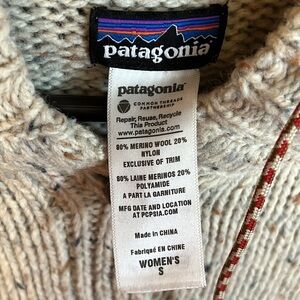 patagonia
patagonia
COMMON THREADS
PARTNERSHIP
Repair, Reuse, Recycle
This Product
www.patagonia.com
80% MERINO WOOL 20%
NYLON
EXCLUSIVE OF TRIM
80% LAINE MERINOS 20%
POLYAMIDE
A PART LA GARNITURE
MFG DATE AND LOCATION
AT PCPSIA.COM
Made in CHINA
Fabriqué EN CHINE
WOMEN'S
S